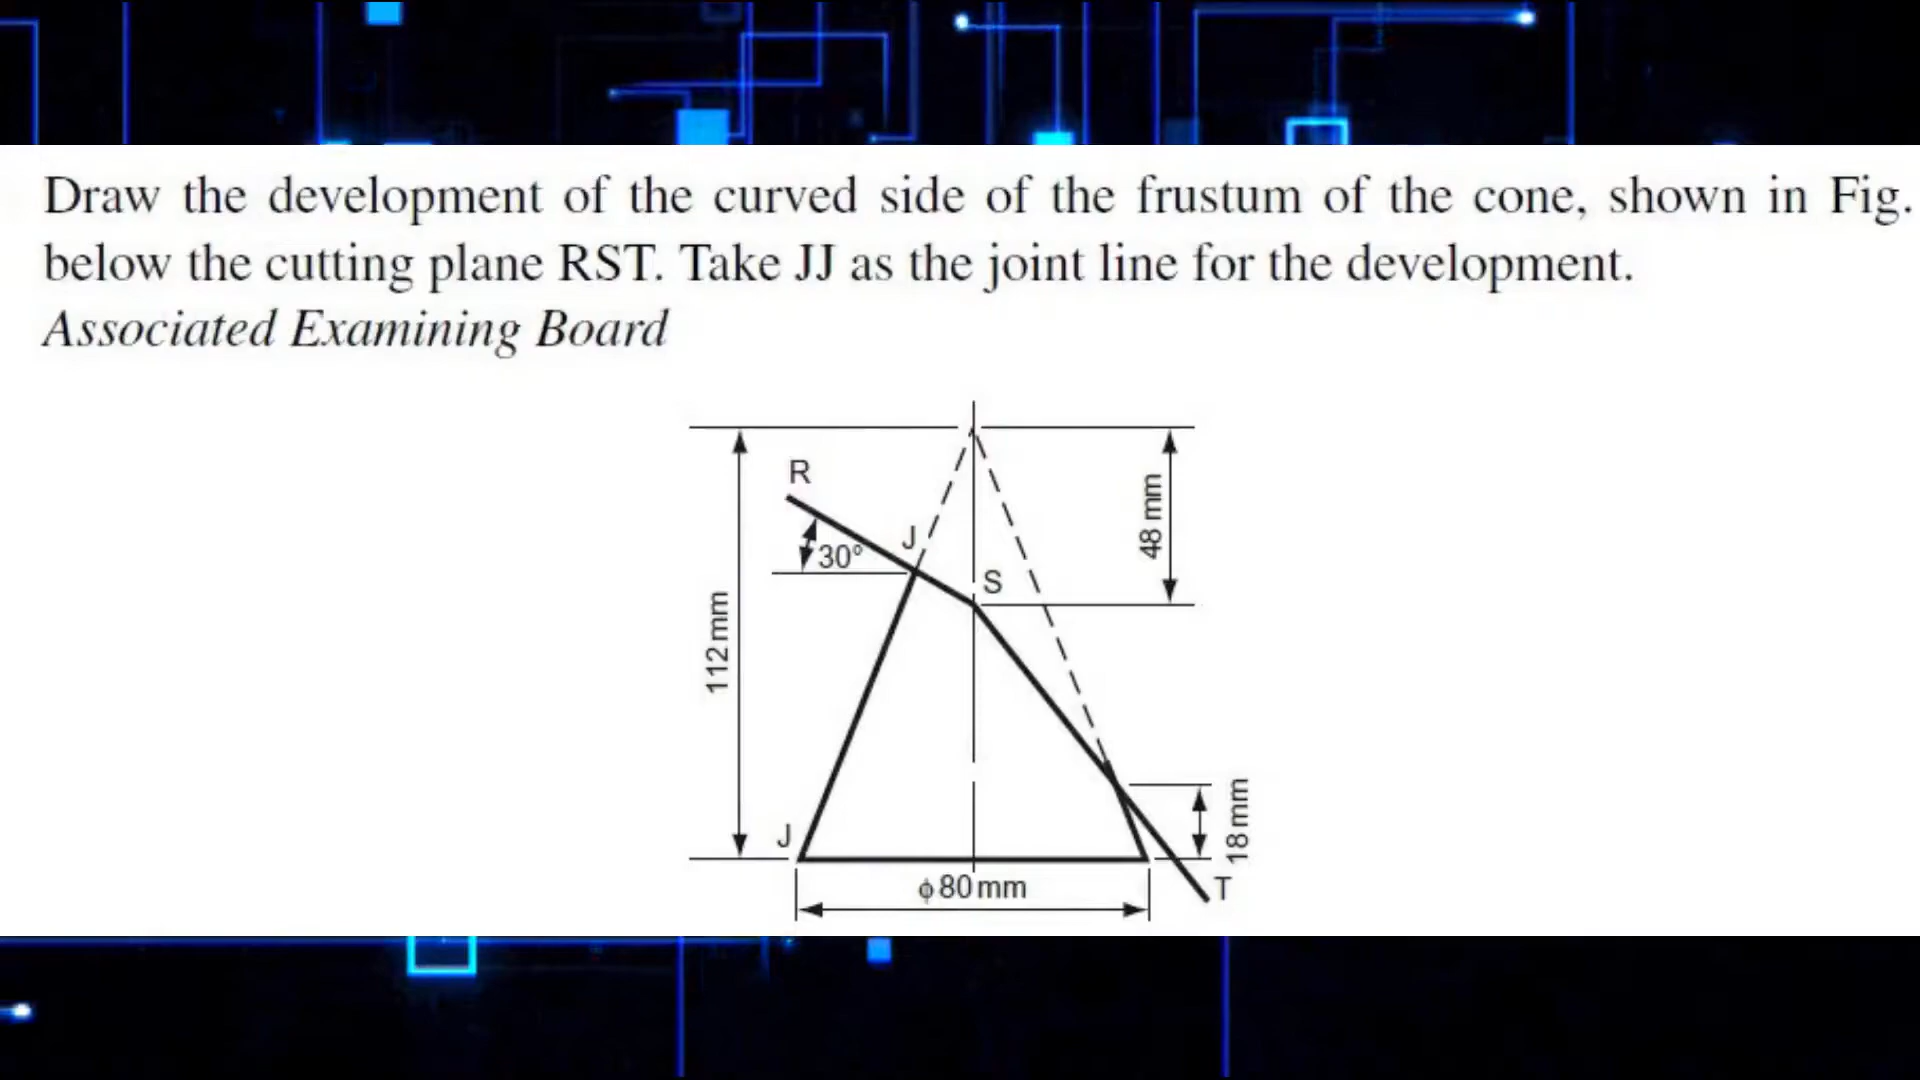 Draw the development of the curved side of the frustum of the cone, shown in Fig.
below the cutting plane RST. Take JJ as the joint line for the development.
Associated Examining Board
R
J
30°
S
48 mm
112 mm
J
18 mm
T
ϕ 80 mm